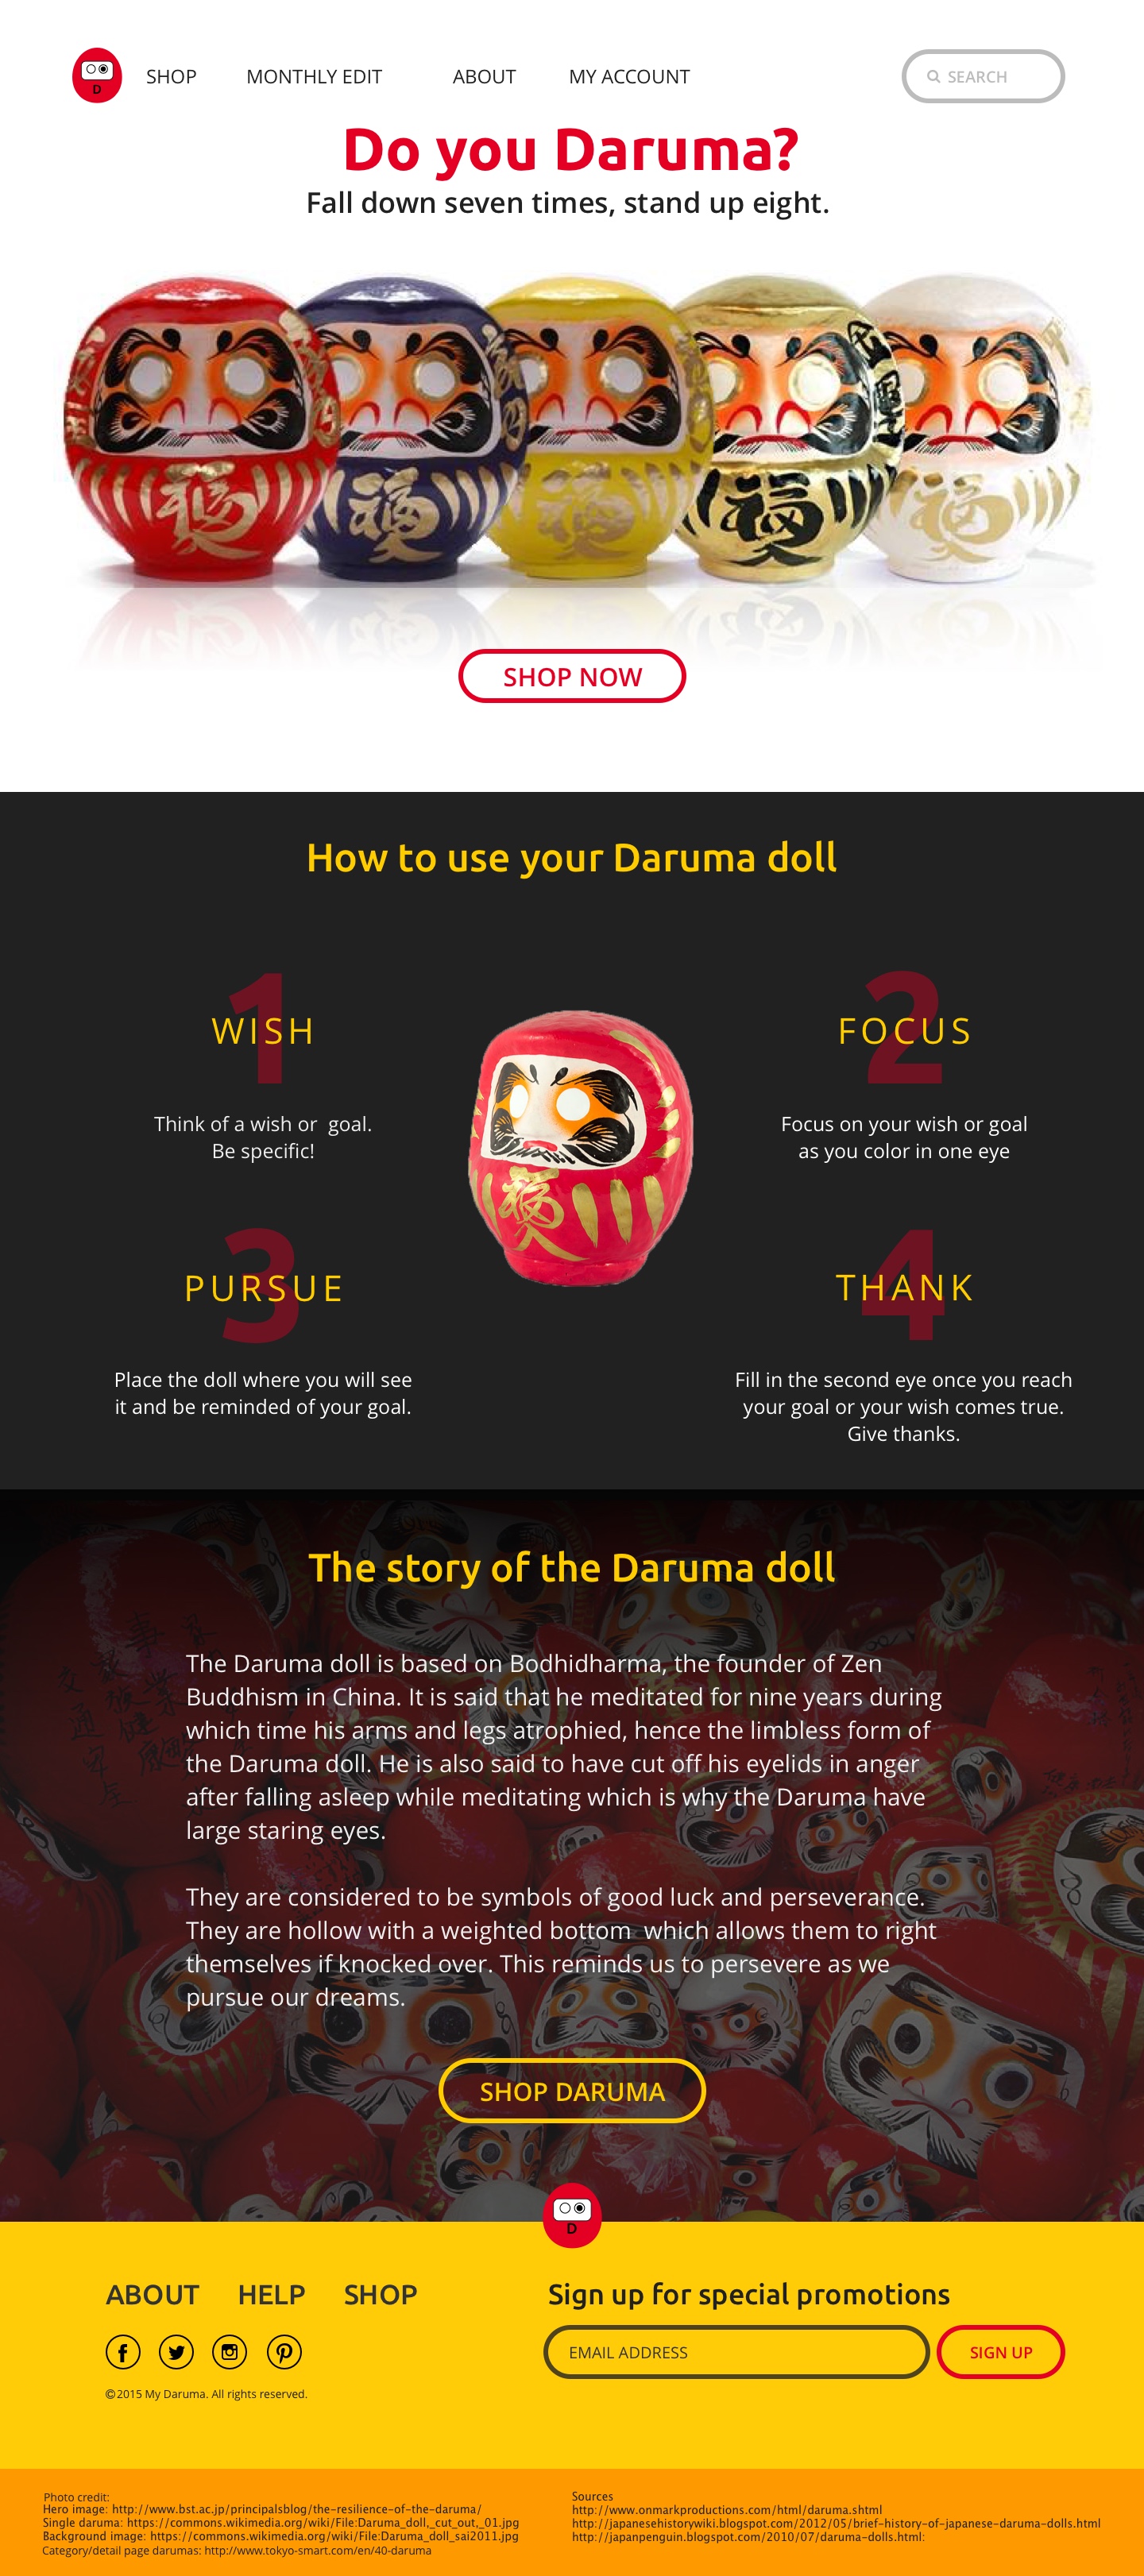 D
SHOP MONTHLY EDIT ABOUT MY ACCOUNT
SEARCH
Do you Daruma?
Fall down seven times, stand up eight.
福 福 福 福 福
SHOP NOW
How to use your Daruma doll
1
WISH
Think of a wish or goal.
Be specific!
2
FOCUS
Focus on your wish or goal
as you color in one eye
3
PURSUE
Place the doll where you will see
it and be reminded of your goal.
4
THANK
Fill in the second eye once you reach
your goal or your wish comes true.
Give thanks.
The story of the Daruma doll
The Daruma doll is based on Bodhidharma, the founder of Zen
Buddhism in China. It is said that he meditated for nine years during
which time his arms and legs atrophied, hence the limbless form of
the Daruma doll. He is also said to have cut off his eyelids in anger
after falling asleep while meditating which is why the Daruma have
large staring eyes.
They are considered to be symbols of good luck and perseverance.
They are hollow with a weighted bottom which allows them to right
themselves if knocked over. This reminds us to persevere as we
pursue our dreams.
SHOP DARUMA
D
ABOUT HELP SHOP
©2015 My Daruma. All rights reserved.
Sign up for special promotions
EMAIL ADDRESS
SIGN UP
Photo credit:
Hero image: http://www.bst.ac.jp/principalsblog/the-resilience-of-the-daruma/
Single daruma: https://commons.wikimedia.org/wiki/File:Daruma_doll,_cut_out,_01.jpg
Background image: https://commons.wikimedia.org/wiki/File:Daruma_doll_sai2011.jpg
Category/detail page darumas: http://www.tokyo-smart.com/en/40-daruma
Sources
http://www.onmarkproductions.com/html/daruma.shtml
http://japanesehistorywiki.blogspot.com/2012/05/brief-history-of-japanese-daruma-dolls.html
http://japanpenguin.blogspot.com/2010/07/daruma-dolls.html: